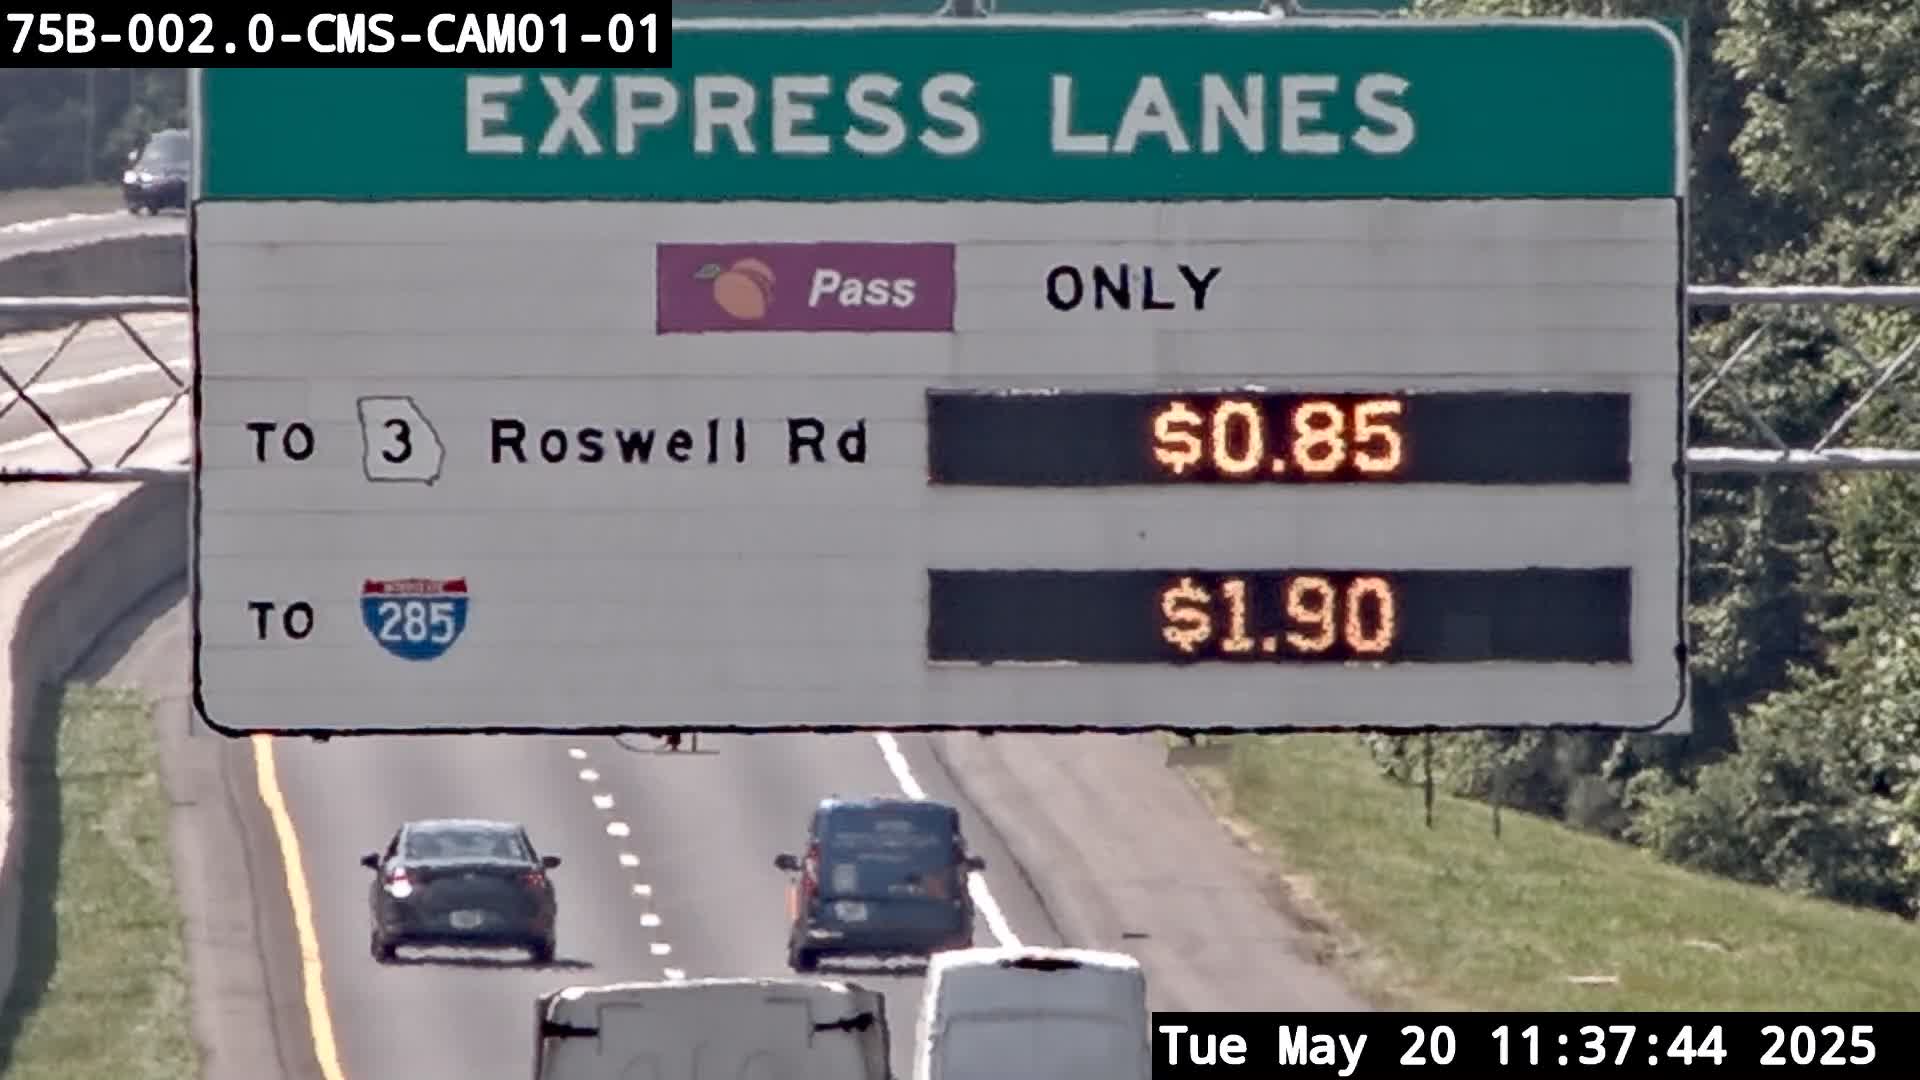 75B-002.0-CMS-CAM01-01
EXPRESS LANES
Pass ONLY
TO 3 Roswell Rd $0.85
TO 285 $1.90
Tue May 20 11:37:44 2025